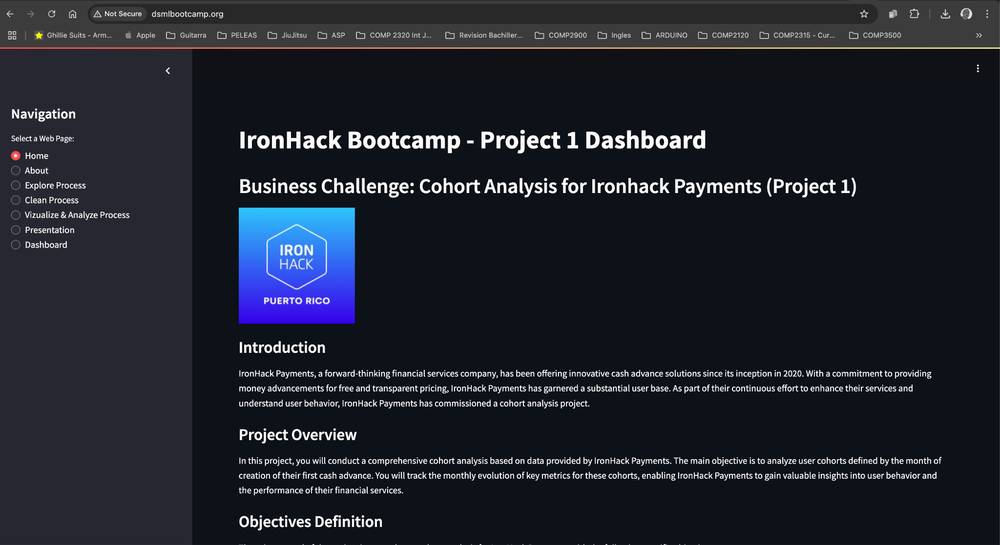 Not Secure
dsmlbootcamp.org
Ghillie Suits - Arm...
Apple
Guitarra
PELEAS
JiuJitsu
ASP
COMP 2320 Int J...
Revision Bachiller...
COMP2900
Ingles
ARDUINO
COMP2120
COMP2315 - Cur...
COMP3500
Navigation
Select a Web Page:
Home
About
Explore Process
Clean Process
Vizualize & Analyze Process
Presentation
Dashboard
IronHack Bootcamp - Project 1 Dashboard
Business Challenge: Cohort Analysis for Ironhack Payments (Project 1)
IRON
HACK
PUERTO RICO
Introduction
IronHack Payments, a forward-thinking financial services company, has been offering innovative cash advance solutions since its inception in 2020. With a commitment to providing
money advancements for free and transparent pricing, IronHack Payments has garnered a substantial user base. As part of their continuous effort to enhance their services and
understand user behavior, IronHack Payments has commissioned a cohort analysis project.
Project Overview
In this project, you will conduct a comprehensive cohort analysis based on data provided by IronHack Payments. The main objective is to analyze user cohorts defined by the month of
creation of their first cash advance. You will track the monthly evolution of key metrics for these cohorts, enabling IronHack Payments to gain valuable insights into user behavior and
the performance of their financial services.
Objectives Definition